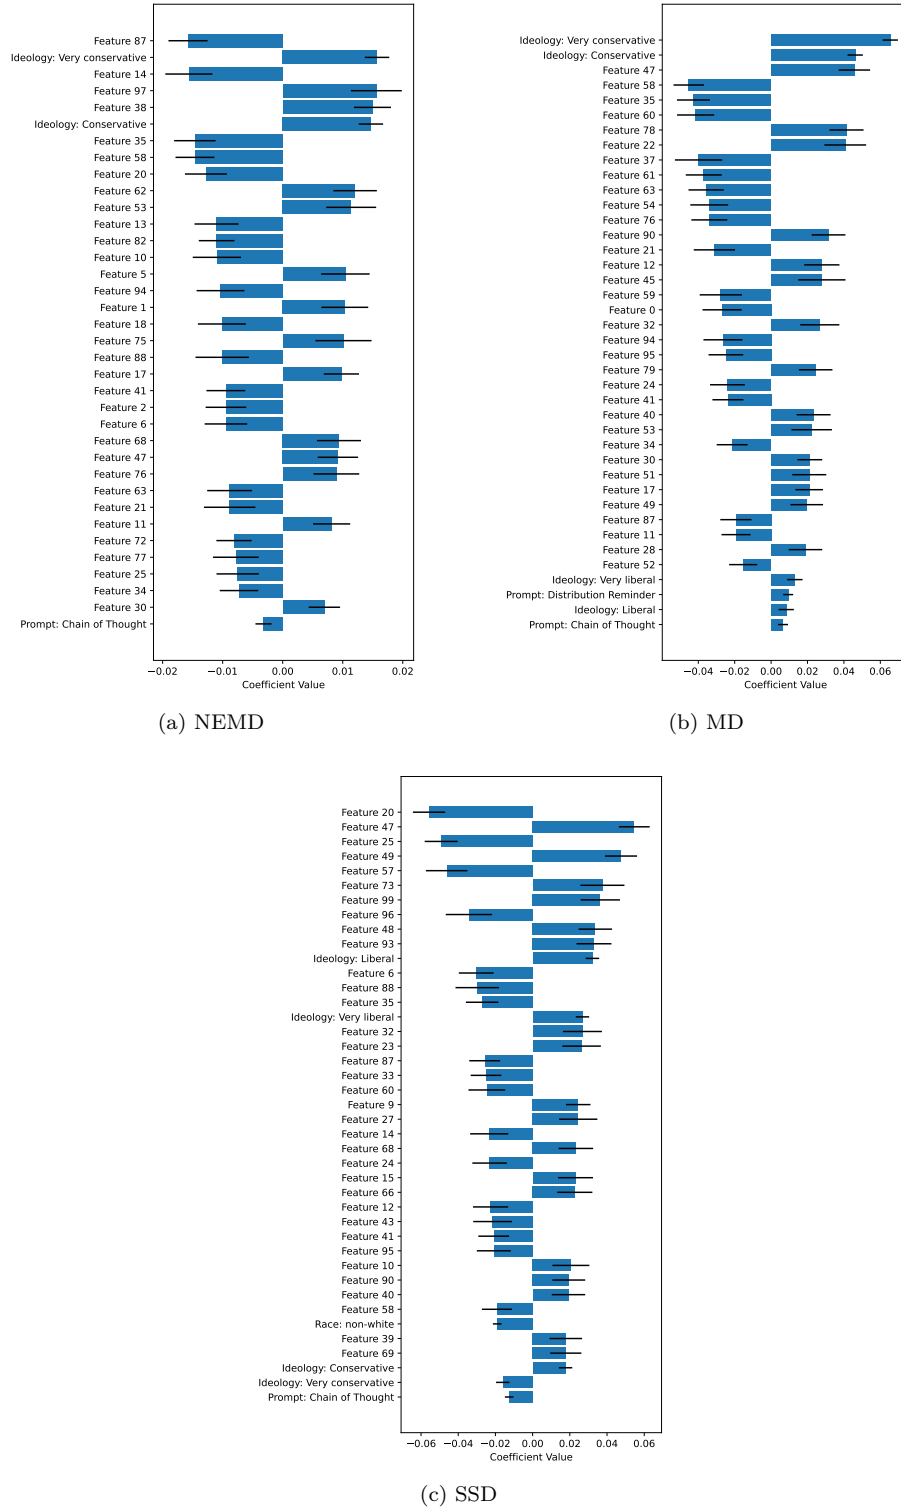 Feature 87
Ideology: Very conservative
Feature 14
Feature 97
Feature 38
Ideology: Conservative
Feature 35
Feature 58
Feature 20
Feature 62
Feature 53
Feature 13
Feature 82
Feature 10
Feature 5
Feature 94
Feature 1
Feature 18
Feature 75
Feature 88
Feature 17
Feature 41
Feature 2
Feature 6
Feature 68
Feature 47
Feature 76
Feature 63
Feature 21
Feature 11
Feature 72
Feature 77
Feature 25
Feature 34
Feature 30
Prompt: Chain of Thought
−0.02 −0.01 0.00 0.01 0.02
Coefficient Value
(a) NEMD
Ideology: Very conservative
Ideology: Conservative
Feature 47
Feature 58
Feature 35
Feature 60
Feature 78
Feature 22
Feature 37
Feature 61
Feature 63
Feature 54
Feature 76
Feature 90
Feature 21
Feature 12
Feature 45
Feature 59
Feature 0
Feature 32
Feature 94
Feature 95
Feature 79
Feature 24
Feature 41
Feature 40
Feature 53
Feature 34
Feature 30
Feature 51
Feature 17
Feature 49
Feature 87
Feature 11
Feature 28
Feature 52
Ideology: Very liberal
Prompt: Distribution Reminder
Ideology: Liberal
Prompt: Chain of Thought
−0.04 −0.02 0.00 0.02 0.04 0.06
Coefficient Value
(b) MD
Feature 20
Feature 47
Feature 25
Feature 49
Feature 57
Feature 73
Feature 99
Feature 96
Feature 48
Feature 93
Ideology: Liberal
Feature 6
Feature 88
Feature 35
Ideology: Very liberal
Feature 32
Feature 23
Feature 87
Feature 33
Feature 60
Feature 9
Feature 27
Feature 14
Feature 68
Feature 24
Feature 15
Feature 66
Feature 12
Feature 43
Feature 41
Feature 95
Feature 10
Feature 90
Feature 40
Feature 58
Race: non-white
Feature 39
Feature 69
Ideology: Conservative
Ideology: Very conservative
Prompt: Chain of Thought
−0.06 −0.04 −0.02 0.00 0.02 0.04 0.06
Coefficient Value
(c) SSD